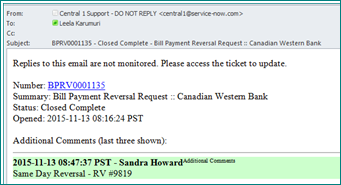 From: Central 1 Support - DO NOT REPLY <central1@service-now.com>
To: Leela Karumuri
Cc:
Subject: BPRV0001135 - Closed Complete - Bill Payment Reversal Request :: Canadian Western Bank
Replies to this email are not monitored. Please access the ticket to update.
Number: BPRV0001135
Summary: Bill Payment Reversal Request :: Canadian Western Bank
Status: Closed Complete
Opened: 2015-11-13 08:16:24 PST
Additional Comments (last three shown):
2015-11-13 08:47:37 PST - Sandra Howard Additional Comments
Same Day Reversal - RV #9819